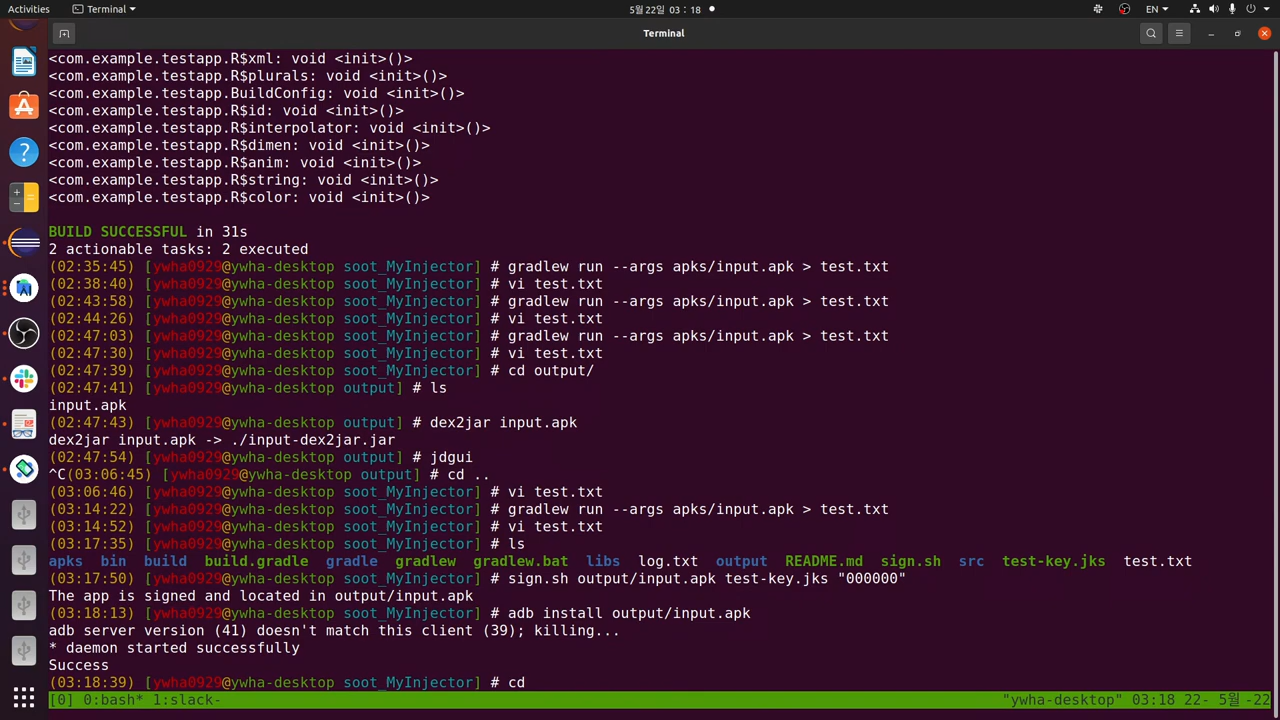 Activities
Terminal
5월 22일 03 : 18
EN
Terminal
<com.example.testapp.R$xml: void <init>()>
<com.example.testapp.R$plurals: void <init>()>
<com.example.testapp.BuildConfig: void <init>()>
<com.example.testapp.R$id: void <init>()>
<com.example.testapp.R$interpolator: void <init>()>
<com.example.testapp.R$dimen: void <init>()>
<com.example.testapp.R$anim: void <init>()>
<com.example.testapp.R$string: void <init>()>
<com.example.testapp.R$color: void <init>()>
BUILD SUCCESSFUL in 31s
2 actionable tasks: 2 executed
(02:35:45) [ywha0929@ywha-desktop soot_MyInjector] # gradlew run --args apks/input.apk > test.txt
(02:38:40) [ywha0929@ywha-desktop soot_MyInjector] # vi test.txt
(02:43:58) [ywha0929@ywha-desktop soot_MyInjector] # gradlew run --args apks/input.apk > test.txt
(02:44:26) [ywha0929@ywha-desktop soot_MyInjector] # vi test.txt
(02:47:03) [ywha0929@ywha-desktop soot_MyInjector] # gradlew run --args apks/input.apk > test.txt
(02:47:30) [ywha0929@ywha-desktop soot_MyInjector] # vi test.txt
(02:47:39) [ywha0929@ywha-desktop soot_MyInjector] # cd output/
(02:47:41) [ywha0929@ywha-desktop output] # ls
input.apk
(02:47:43) [ywha0929@ywha-desktop output] # dex2jar input.apk
dex2jar input.apk -> ./input-dex2jar.jar
(02:47:54) [ywha0929@ywha-desktop output] # jdgui
^C(03:06:45) [ywha0929@ywha-desktop output] # cd ..
(03:06:46) [ywha0929@ywha-desktop soot_MyInjector] # vi test.txt
(03:14:22) [ywha0929@ywha-desktop soot_MyInjector] # gradlew run --args apks/input.apk > test.txt
(03:14:52) [ywha0929@ywha-desktop soot_MyInjector] # vi test.txt
(03:17:35) [ywha0929@ywha-desktop soot_MyInjector] # ls
apks bin build build.gradle gradle gradlew gradlew.bat libs log.txt output README.md sign.sh src test-key.jks test.txt
(03:17:50) [ywha0929@ywha-desktop soot_MyInjector] # sign.sh output/input.apk test-key.jks "000000"
The app is signed and located in output/input.apk
(03:18:13) [ywha0929@ywha-desktop soot_MyInjector] # adb install output/input.apk
adb server version (41) doesn't match this client (39); killing...
* daemon started successfully
Success
(03:18:39) [ywha0929@ywha-desktop soot_MyInjector] # cd
[0] 0:bash* 1:slack- "ywha-desktop" 03:18 22- 5월 -22